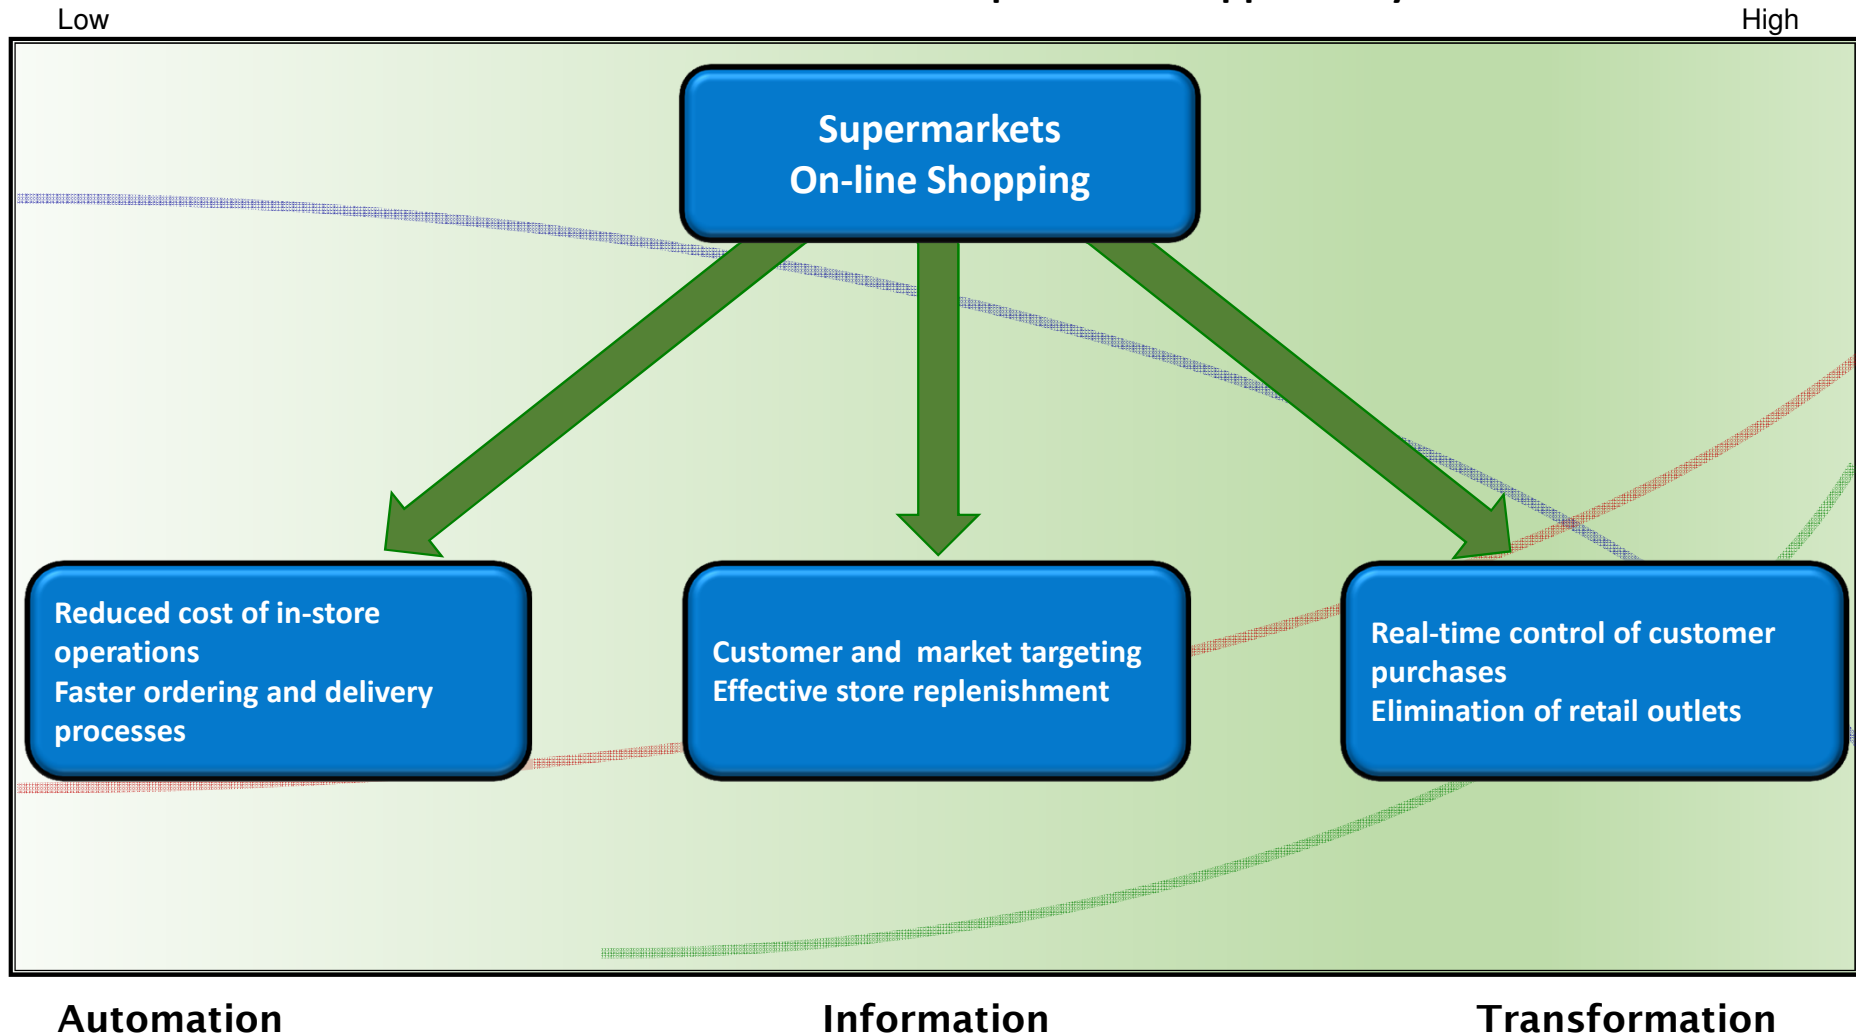 Low
High
Supermarkets
On-line Shopping
Reduced cost of in-store
operations
Faster ordering and delivery
processes
Customer and  market targeting
Effective store replenishment
Real-time control of customer
purchases
Elimination of retail outlets
Automation
Information
Transformation